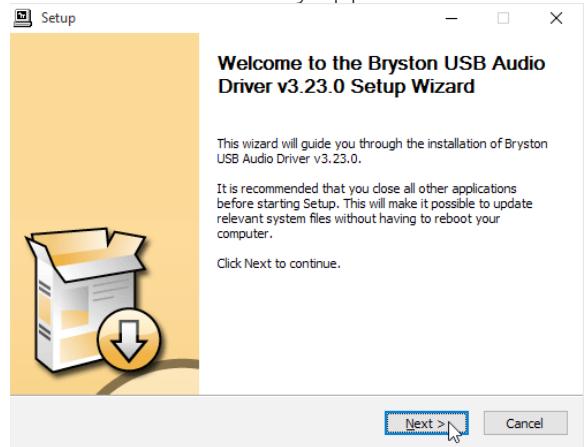 Setup
Welcome to the Bryston USB Audio
Driver v3.23.0 Setup Wizard
This wizard will guide you through the installation of Bryston
USB Audio Driver v3.23.0.
It is recommended that you close all other applications
before starting Setup. This will make it possible to update
relevant system files without having to reboot your
computer.
Click Next to continue.
Next >
Cancel